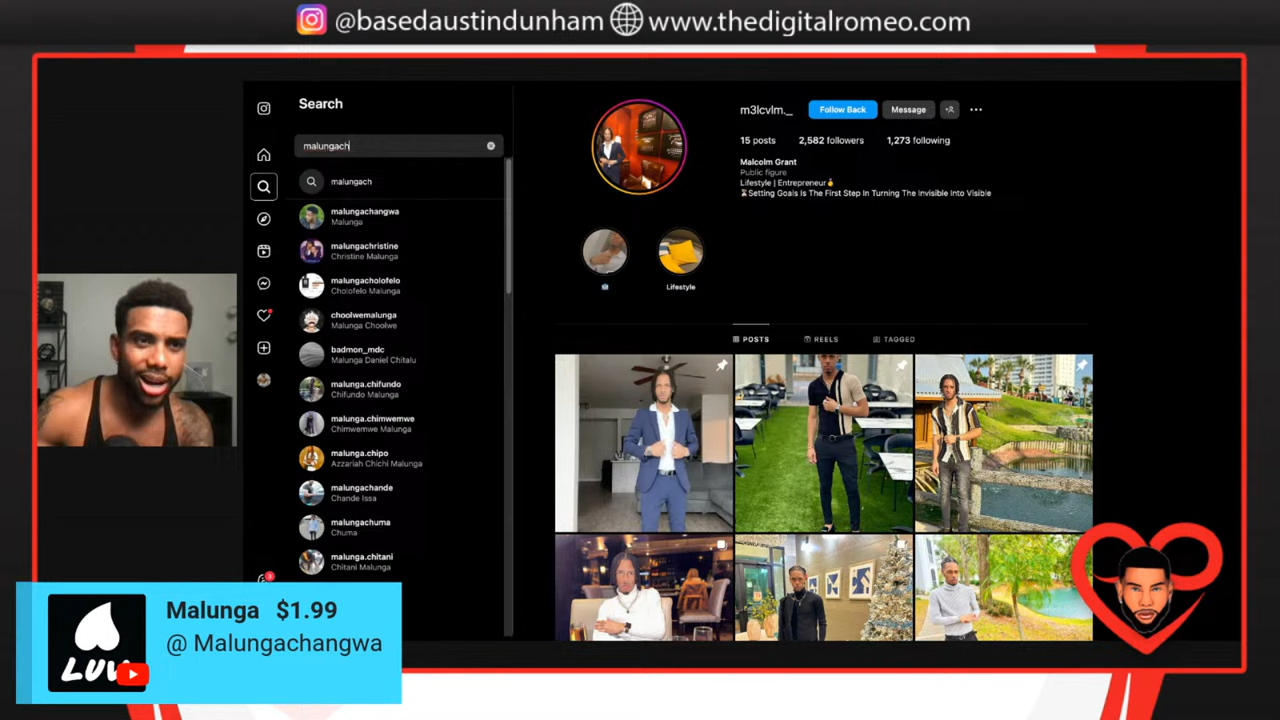 @basedaustindunham www.thedigitalromeo.com
Search
malungach
malungach
malungachangwa
Malunga
malungachristine
Christine Malunga
malungacholofelo
Cholofelo Malunga
choolwemalunga
Malunga Choolwe
badmon_mdc
Malunga Daniel Chitalu
malunga.chifundo
Chifundo Malunga
malunga.chimwemwe
Chimwemwe Malunga
malunga.chipo
Azzariah Chichi Malunga
malungachande
Chande Issa
malungachuma
Chuma
malunga.chitani
Chitani Malunga
3
m3lcvlm._ Follow Back Message
15 posts 2,582 followers 1,273 following
Malcolm Grant
Public figure
Lifestyle | Entrepreneur🏅
⏳Setting Goals Is The First Step In Turning The Invisible Into Visible
Lifestyle
POSTS REELS TAGGED
LUV
Malunga $1.99
@ Malungachangwa